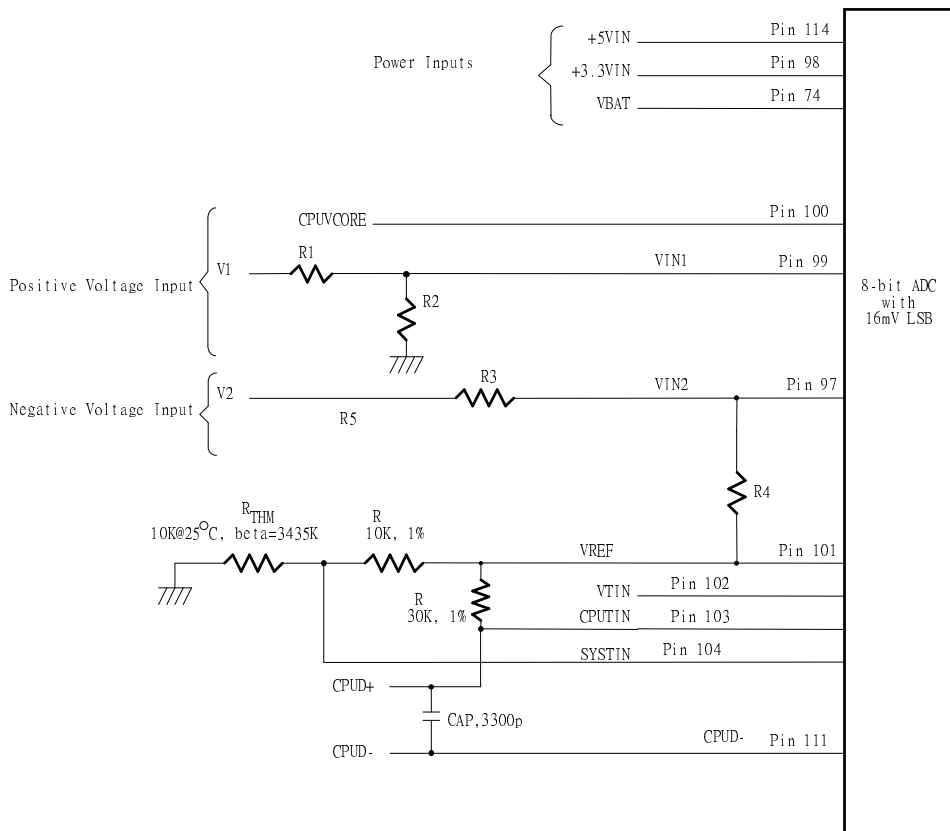 +5VIN
Pin 114
Power Inputs
+3.3VIN
Pin 98
VBAT
Pin 74
CPUVCORE
Pin 100
Positive Voltage Input
V1
R1
VIN1
Pin 99
R2
8-bit ADC
with
16mV LSB
Negative Voltage Input
V2
R3
VIN2
Pin 97
R5
R4
RTHM
10K@25°C, beta=3435K
R
10K, 1%
VREF
Pin 101
R
30K, 1%
VTIN
Pin 102
CPUTIN
Pin 103
SYSTIN
Pin 104
CPUD+
CAP,3300p
CPUD-
CPUD-
Pin 111